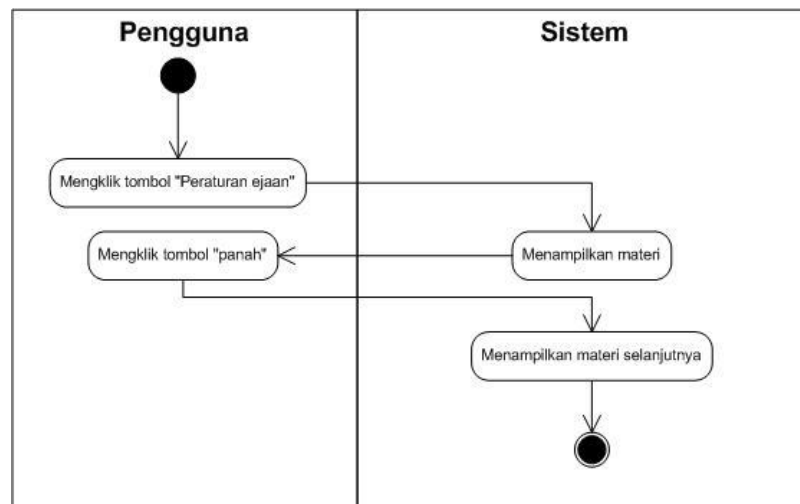 Pengguna
Sistem
Mengklik tombol "Peraturan ejaan"
Menampilkan materi
Mengklik tombol "panah"
Menampilkan materi selanjutnya